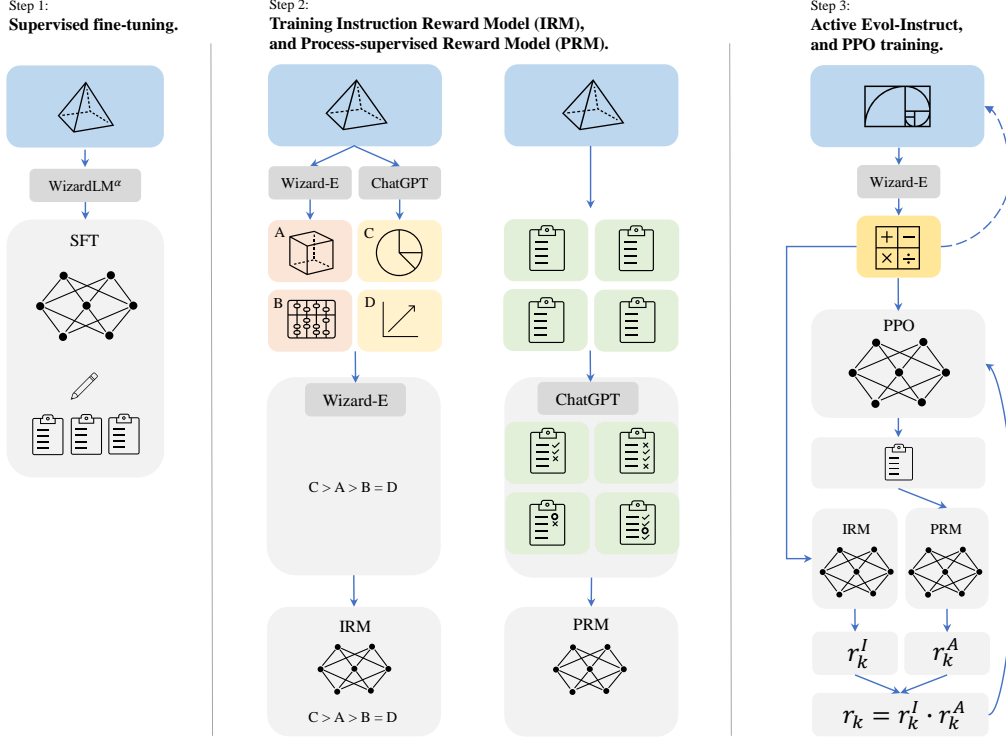 Step 1:
Supervised fine-tuning.
WizardLMᵅ
SFT
Step 2:
Training Instruction Reward Model (IRM),
and Process-supervised Reward Model (PRM).
Wizard-E
ChatGPT
A
C
B
D
Wizard-E
C > A > B = D
IRM
C > A > B = D
ChatGPT
PRM
Step 3:
Active Evol-Instruct,
and PPO training.
Wizard-E
+ −
× ÷
PPO
IRM
PRM
$r_k^I$
$r_k^A$
$r_k = r_k^I \cdot r_k^A$